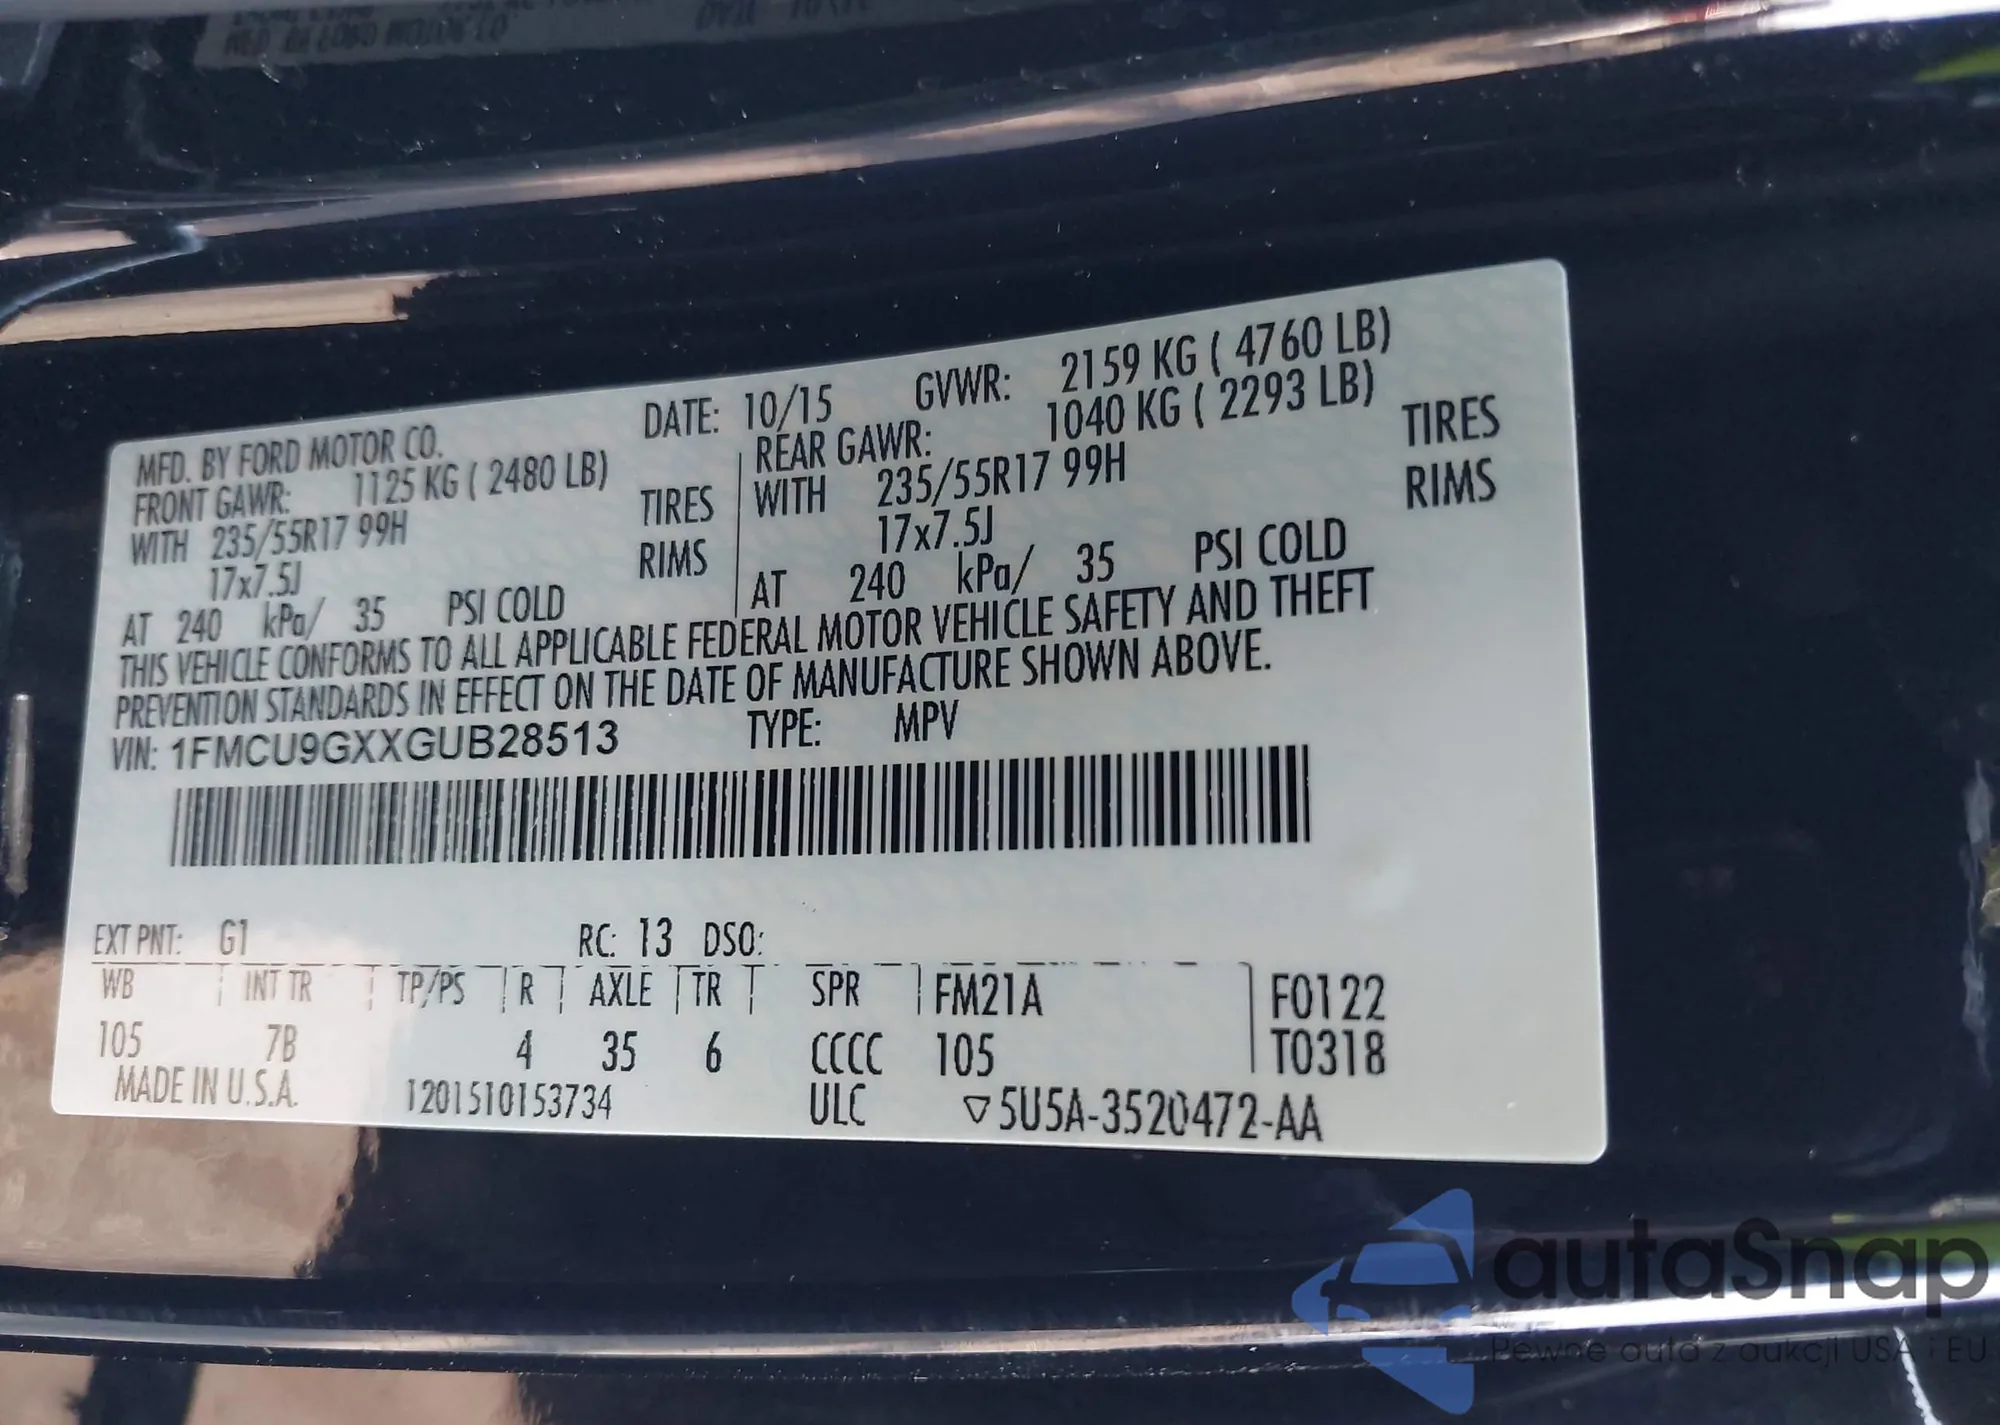 MFD. BY FORD MOTOR CO. DATE: 10/15 GVWR: 2159 KG ( 4760 LB)
FRONT GAWR: 1125 KG ( 2480 LB) REAR GAWR: 1040 KG ( 2293 LB)
WITH 235/55R17 99H TIRES WITH 235/55R17 99H TIRES
17x7.5J RIMS 17x7.5J RIMS
AT 240 kPa/ 35 PSI COLD AT 240 kPa/ 35 PSI COLD
THIS VEHICLE CONFORMS TO ALL APPLICABLE FEDERAL MOTOR VEHICLE SAFETY AND THEFT
PREVENTION STANDARDS IN EFFECT ON THE DATE OF MANUFACTURE SHOWN ABOVE.
VIN: 1FMCU9GXXGUB28513 TYPE: MPV
EXT PNT: G1 RC: 13 DSO:
WB INT TR TP/PS R AXLE TR SPR FM21A F0122
105 7B 4 35 6 CCCC 105 T0318
MADE IN U.S.A. 1201510153734 ULC ▽5U5A-3520472-AA
autaSnap
Pewne auta z aukcji USA i EU